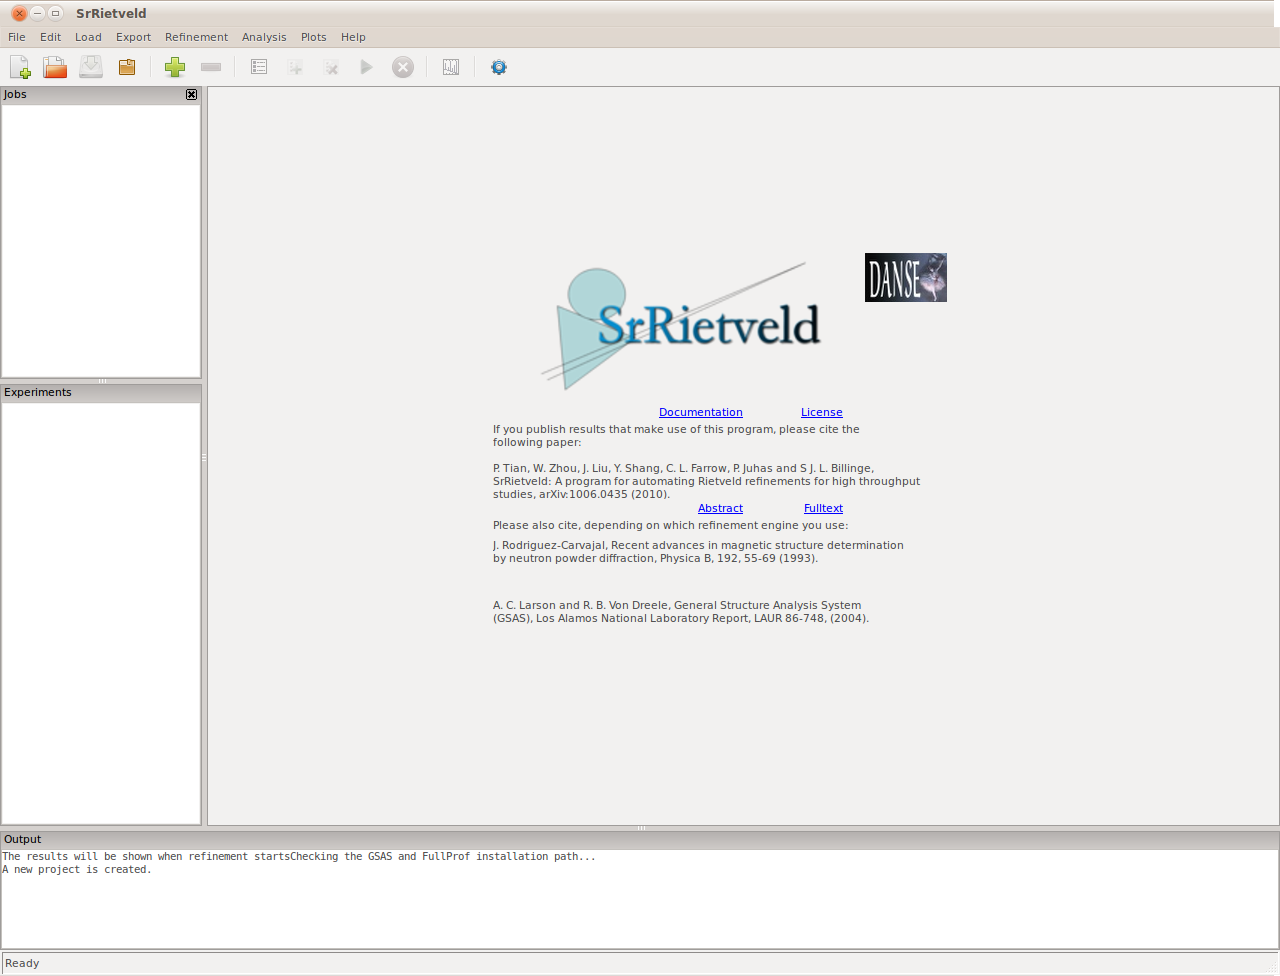 SrRietveld
File Edit Load Export Refinement Analysis Plots Help
Jobs
DANSE
SrRietveld
Experiments
Documentation License
If you publish results that make use of this program, please cite the
following paper:
P. Tian, W. Zhou, J. Liu, Y. Shang, C. L. Farrow, P. Juhas and S J. L. Billinge,
SrRietveld: A program for automating Rietveld refinements for high throughput
studies, arXiv:1006.0435 (2010).
Abstract Fulltext
Please also cite, depending on which refinement engine you use:
J. Rodriguez-Carvajal, Recent advances in magnetic structure determination
by neutron powder diffraction, Physica B, 192, 55-69 (1993).
A. C. Larson and R. B. Von Dreele, General Structure Analysis System
(GSAS), Los Alamos National Laboratory Report, LAUR 86-748, (2004).
Output
The results will be shown when refinement startsChecking the GSAS and FullProf installation path...
A new project is created.
Ready